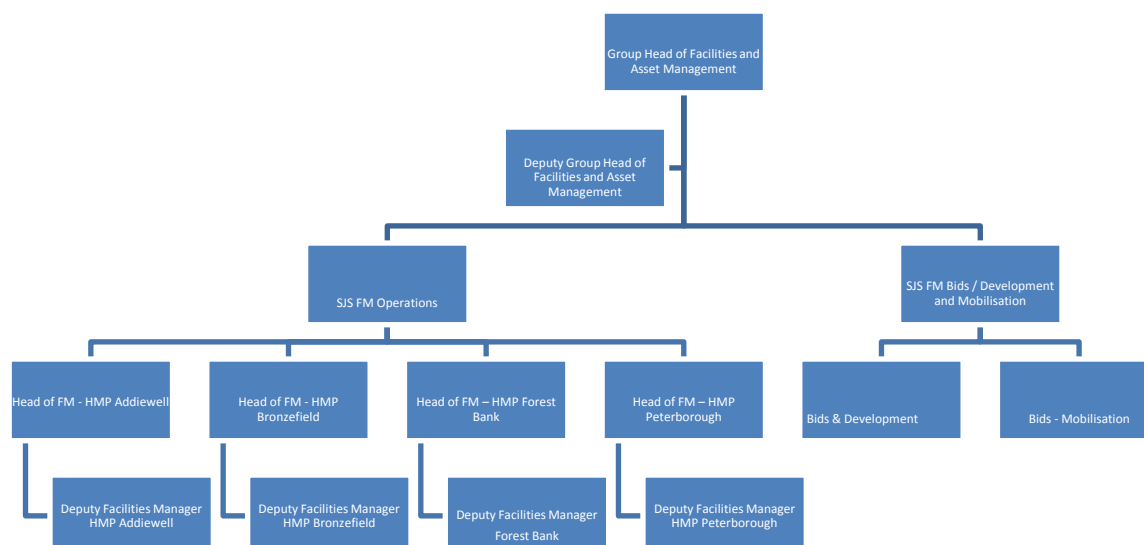 Group Head of Facilities and
Asset Management
Deputy Group Head of
Facilities and Asset
Management
SJS FM Operations
SJS FM Bids / Development
and Mobilisation
Head of FM - HMP Addiewell
Head of FM - HMP
Bronzefield
Head of FM – HMP Forest
Bank
Head of FM – HMP
Peterborough
Bids & Development
Bids - Mobilisation
Deputy Facilities Manager
HMP Addiewell
Deputy Facilities Manager
HMP Bronzefield
Deputy Facilities Manager
Forest Bank
Deputy Facilities Manager
HMP Peterborough